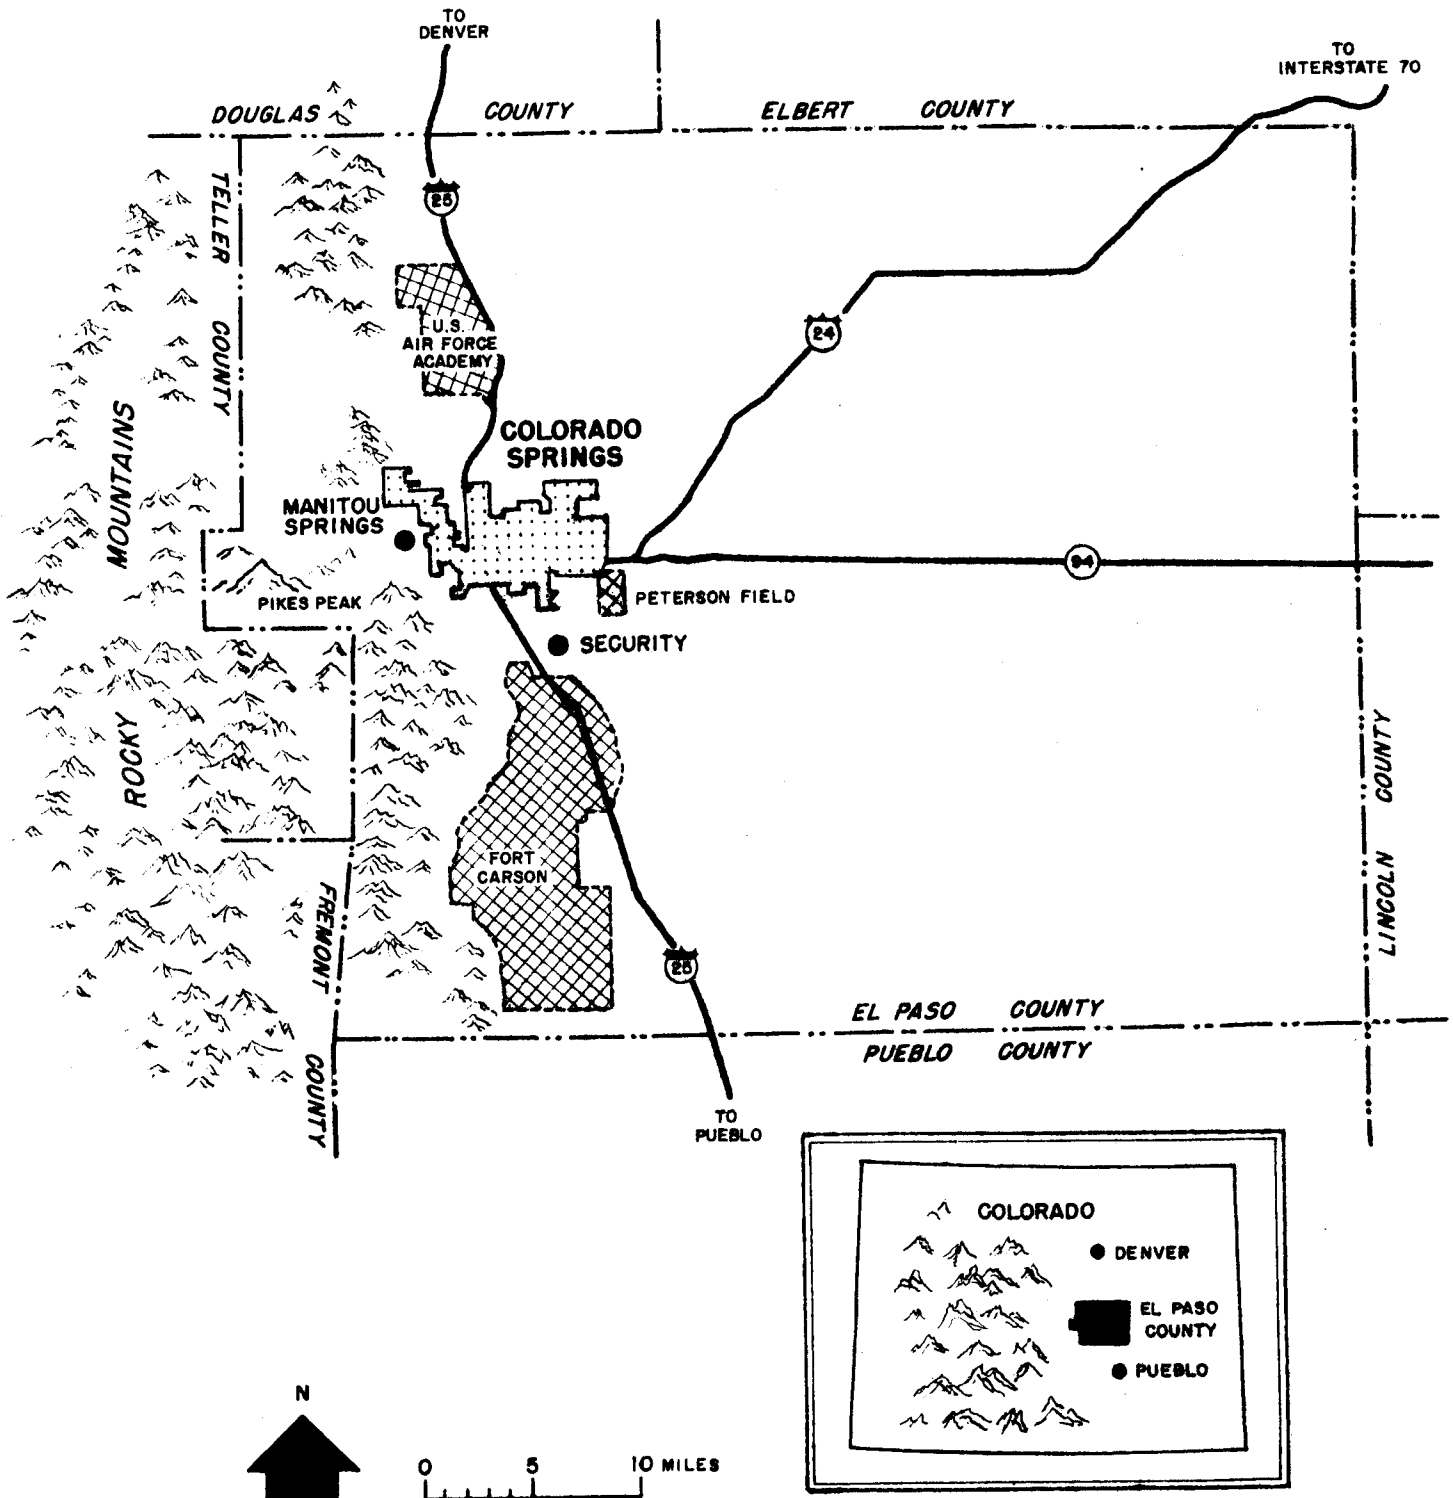 TO
DENVER
TO
INTERSTATE 70
DOUGLAS COUNTY
ELBERT COUNTY
TELLER COUNTY
25
U.S.
AIR FORCE
ACADEMY
24
COLORADO
SPRINGS
MANITOU
SPRINGS
ROCKY MOUNTAINS
94
PIKES PEAK
PETERSON FIELD
SECURITY
LINCOLN COUNTY
FORT
CARSON
FREMONT COUNTY
25
EL PASO COUNTY
PUEBLO COUNTY
TO
PUEBLO
COLORADO
DENVER
EL PASO
COUNTY
PUEBLO
N
0 5 10 MILES